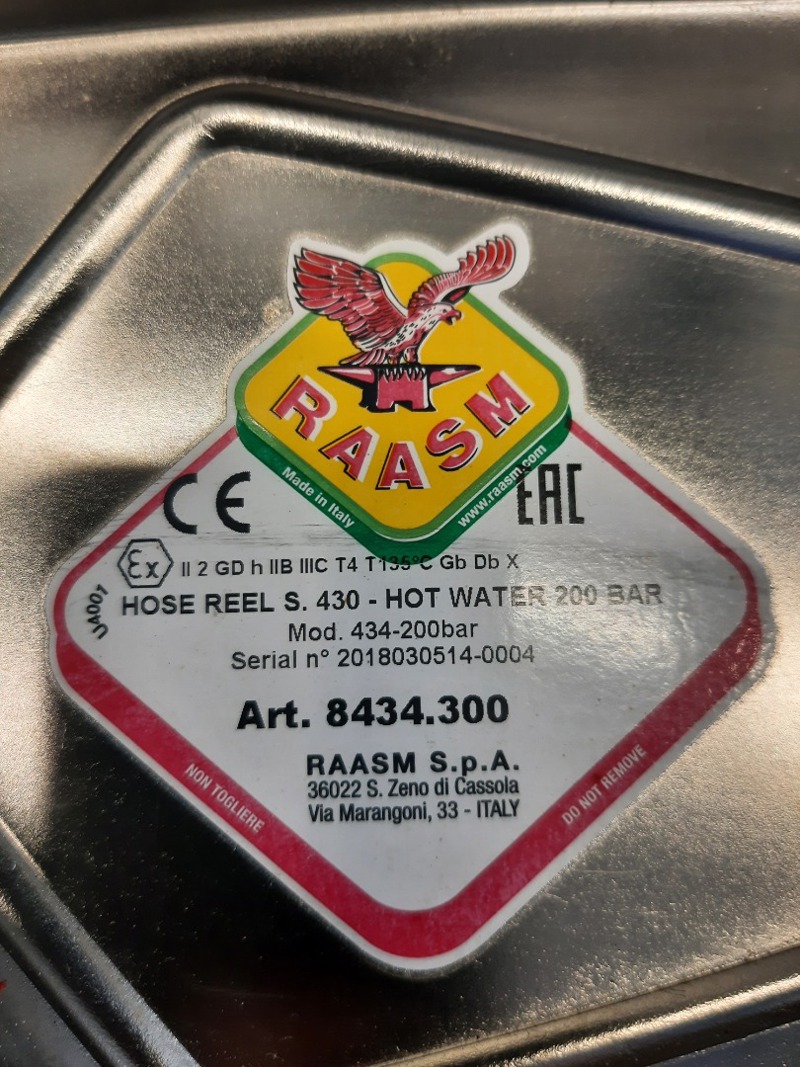 RAASM
Made in Italy
www.raasm.com
CE
EAC
Ex II 2 GD h IIB IIIC T4 T135°C Gb Db X
UA001
HOSE REEL S. 430 - HOT WATER 200 BAR
Mod. 434-200bar
Serial n° 2018030514-0004
Art. 8434.300
RAASM S.p.A.
36022 S. Zeno di Cassola
Via Marangoni, 33 - ITALY
NON TOGLIERE
DO NOT REMOVE